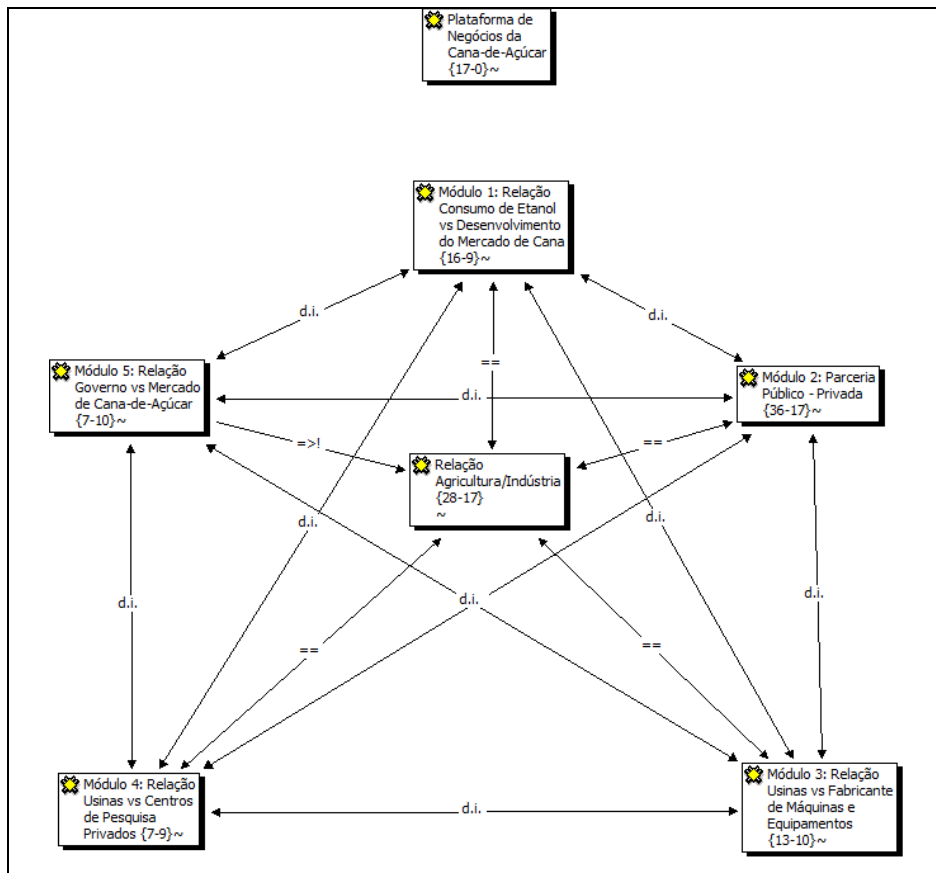 Plataforma de
Negócios da
Cana-de-Açúcar
{17-0}~
Módulo 1: Relação
Consumo de Etanol
vs Desenvolvimento
do Mercado de Cana
{16-9}~
d.i.
d.i.
==
Módulo 5: Relação
Governo vs Mercado
de Cana-de-Açúcar
{7-10}~
d.i.
Módulo 2: Parceria
Público - Privada
{36-17}~
=>!
==
Relação
Agricultura/Indústria
{28-17}
~
d.i.
d.i.
d.i.
d.i.
d.i.
==
==
Módulo 4: Relação
Usinas vs Centros
de Pesquisa
Privados {7-9}~
d.i.
Módulo 3: Relação
Usinas vs Fabricante
de Máquinas e
Equipamentos
{13-10}~